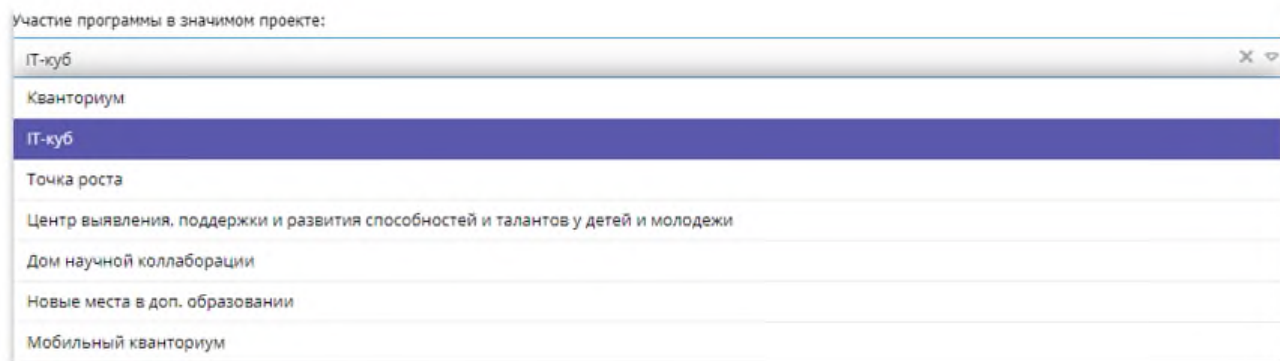 Участие программы в значимом проекте:
IT-куб
Кванториум
IT-куб
Точка роста
Центр выявления, поддержки и развития способностей и талантов у детей и молодежи
Дом научной коллаборации
Новые места в доп. образовании
Мобильный кванториум